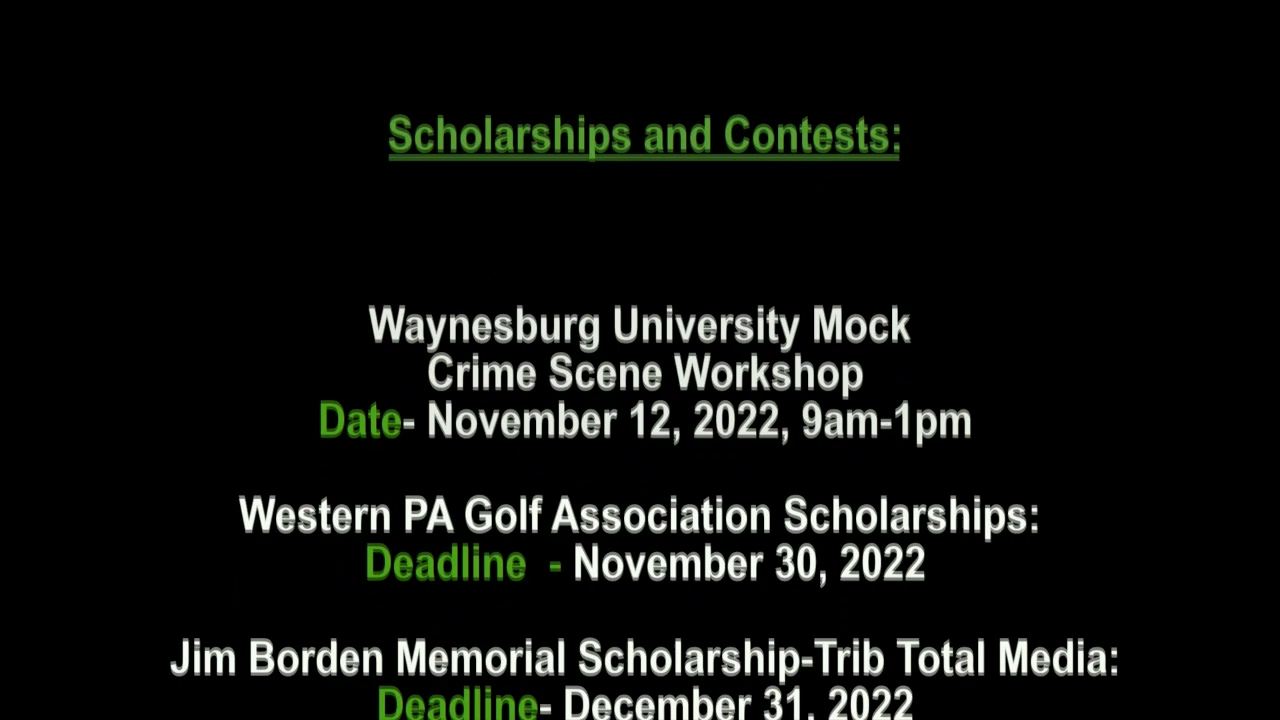 Scholarships and Contests:
Waynesburg University Mock
Crime Scene Workshop
Date- November 12, 2022, 9am-1pm
Western PA Golf Association Scholarships:
Deadline  - November 30, 2022
Jim Borden Memorial Scholarship-Trib Total Media:
Deadline- December 31, 2022